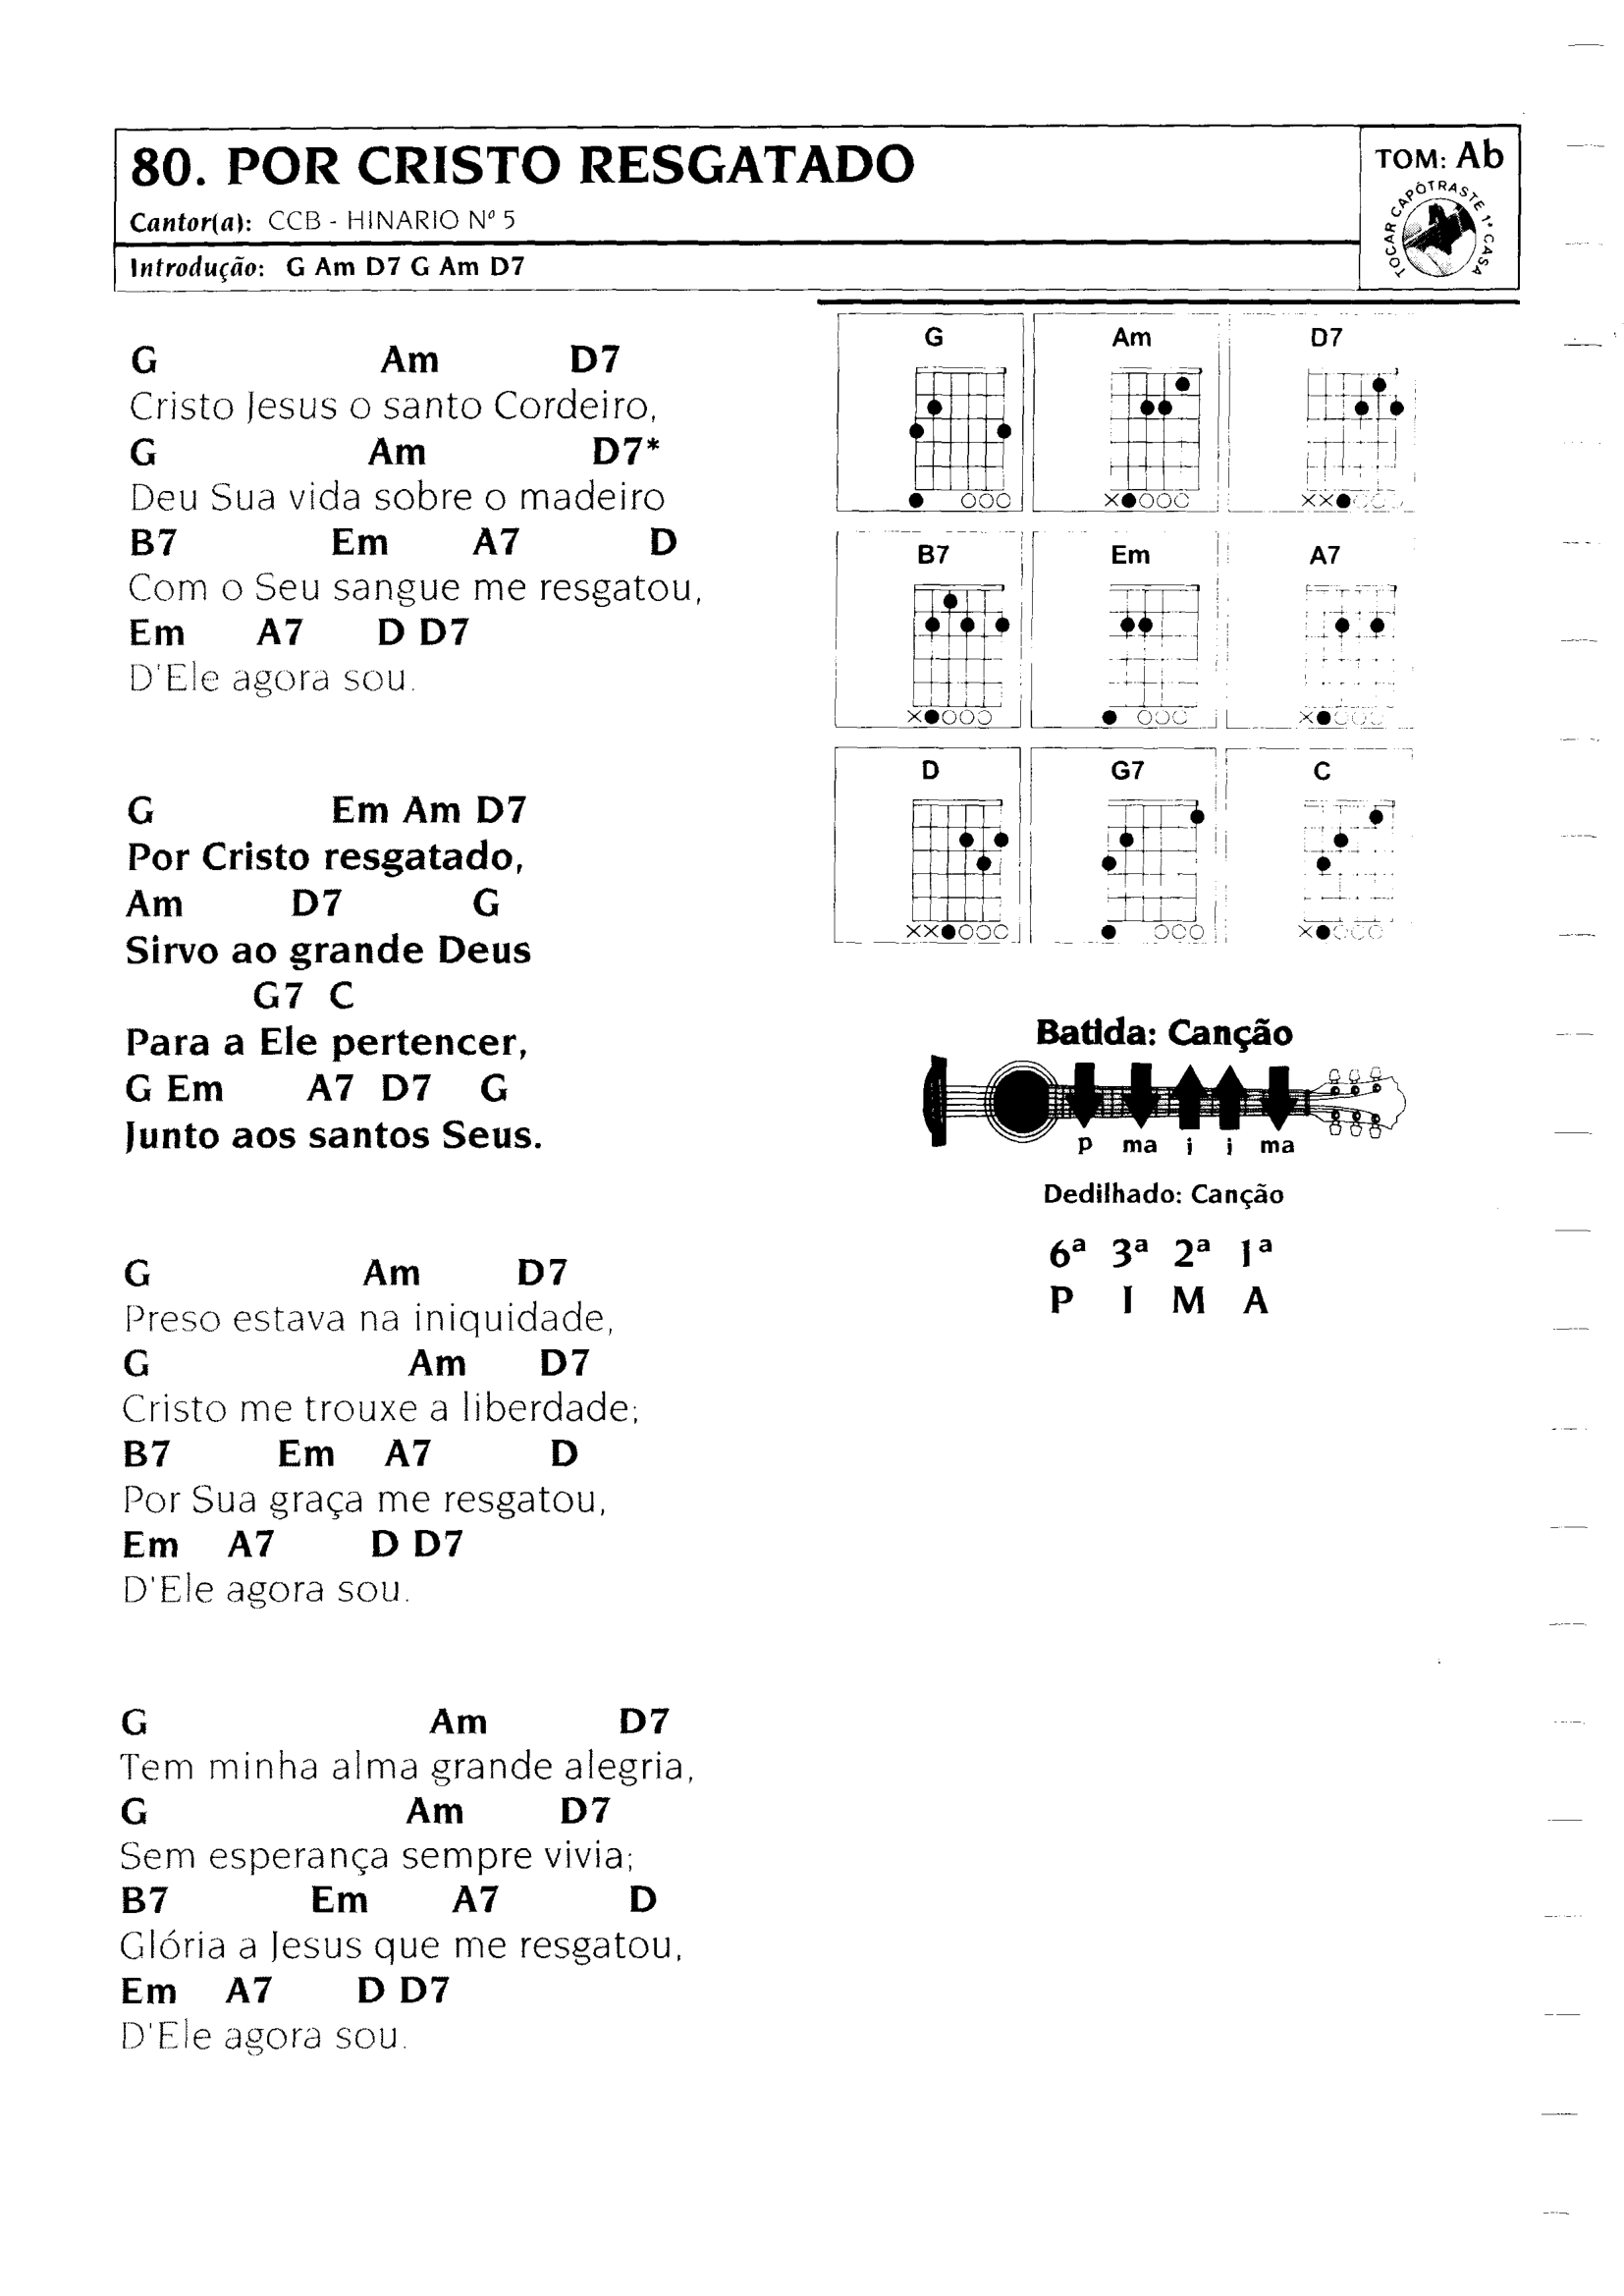 80. POR CRISTO RESGATADO
Cantor(a): CCB - HINARIO Nº 5
Introdução: G Am D7 G Am D7
TOM: Ab
TOCAR CAPÔTRASTE 1ª CASA
G Am D7
Cristo Jesus o santo Cordeiro,
G Am D7*
Deu Sua vida sobre o madeiro
B7 Em A7 D
Com o Seu sangue me resgatou,
Em A7 D D7
D'Ele agora sou.
G Em Am D7
Por Cristo resgatado,
Am D7 G
Sirvo ao grande Deus
G7 C
Para a Ele pertencer,
G Em A7 D7 G
Junto aos santos Seus.
G Am D7
Preso estava na iniquidade,
G Am D7
Cristo me trouxe a liberdade;
B7 Em A7 D
Por Sua graça me resgatou,
Em A7 D D7
D'Ele agora sou.
G Am D7
Tem minha alma grande alegria,
G Am D7
Sem esperança sempre vivia;
B7 Em A7 D
Glória a Jesus que me resgatou,
Em A7 D D7
D'Ele agora sou.
G Am D7
B7 Em A7
D G7 C
Batida: Canção
p ma i i ma
Dedilhado: Canção
6ª 3ª 2ª 1ª
P I M A